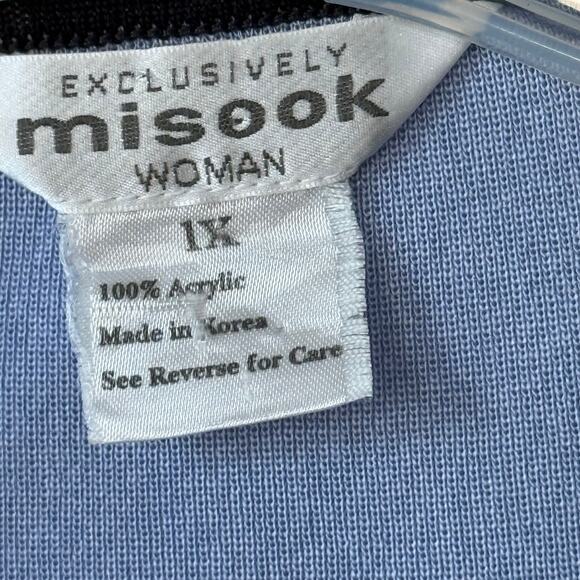 EXCLUSIVELY
misook
WOMAN
1X
100% Acrylic
Made in Korea
See Reverse for Care